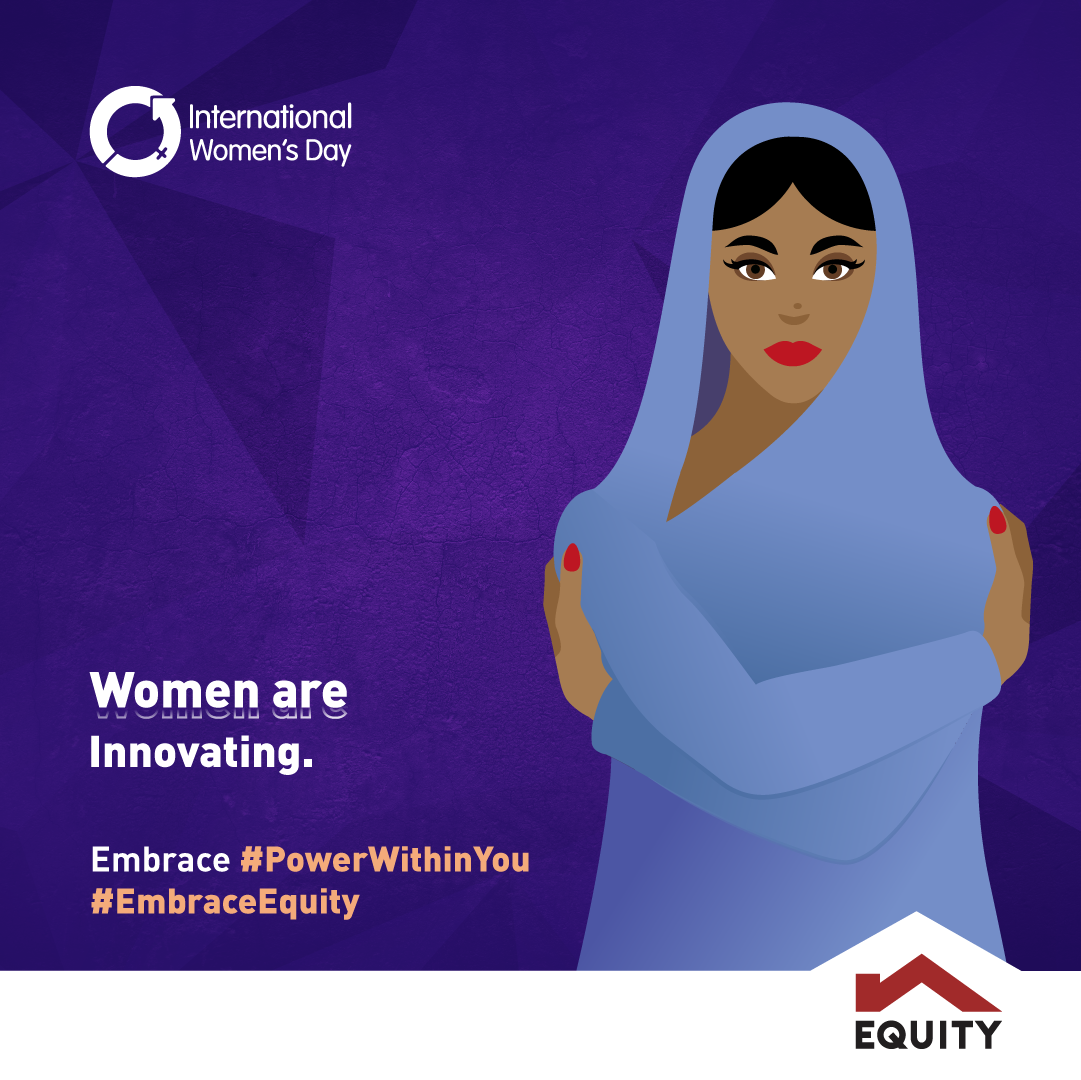 International
Women's Day
Women are
Innovating.
Embrace #PowerWithinYou
#EmbraceEquity
EQUITY